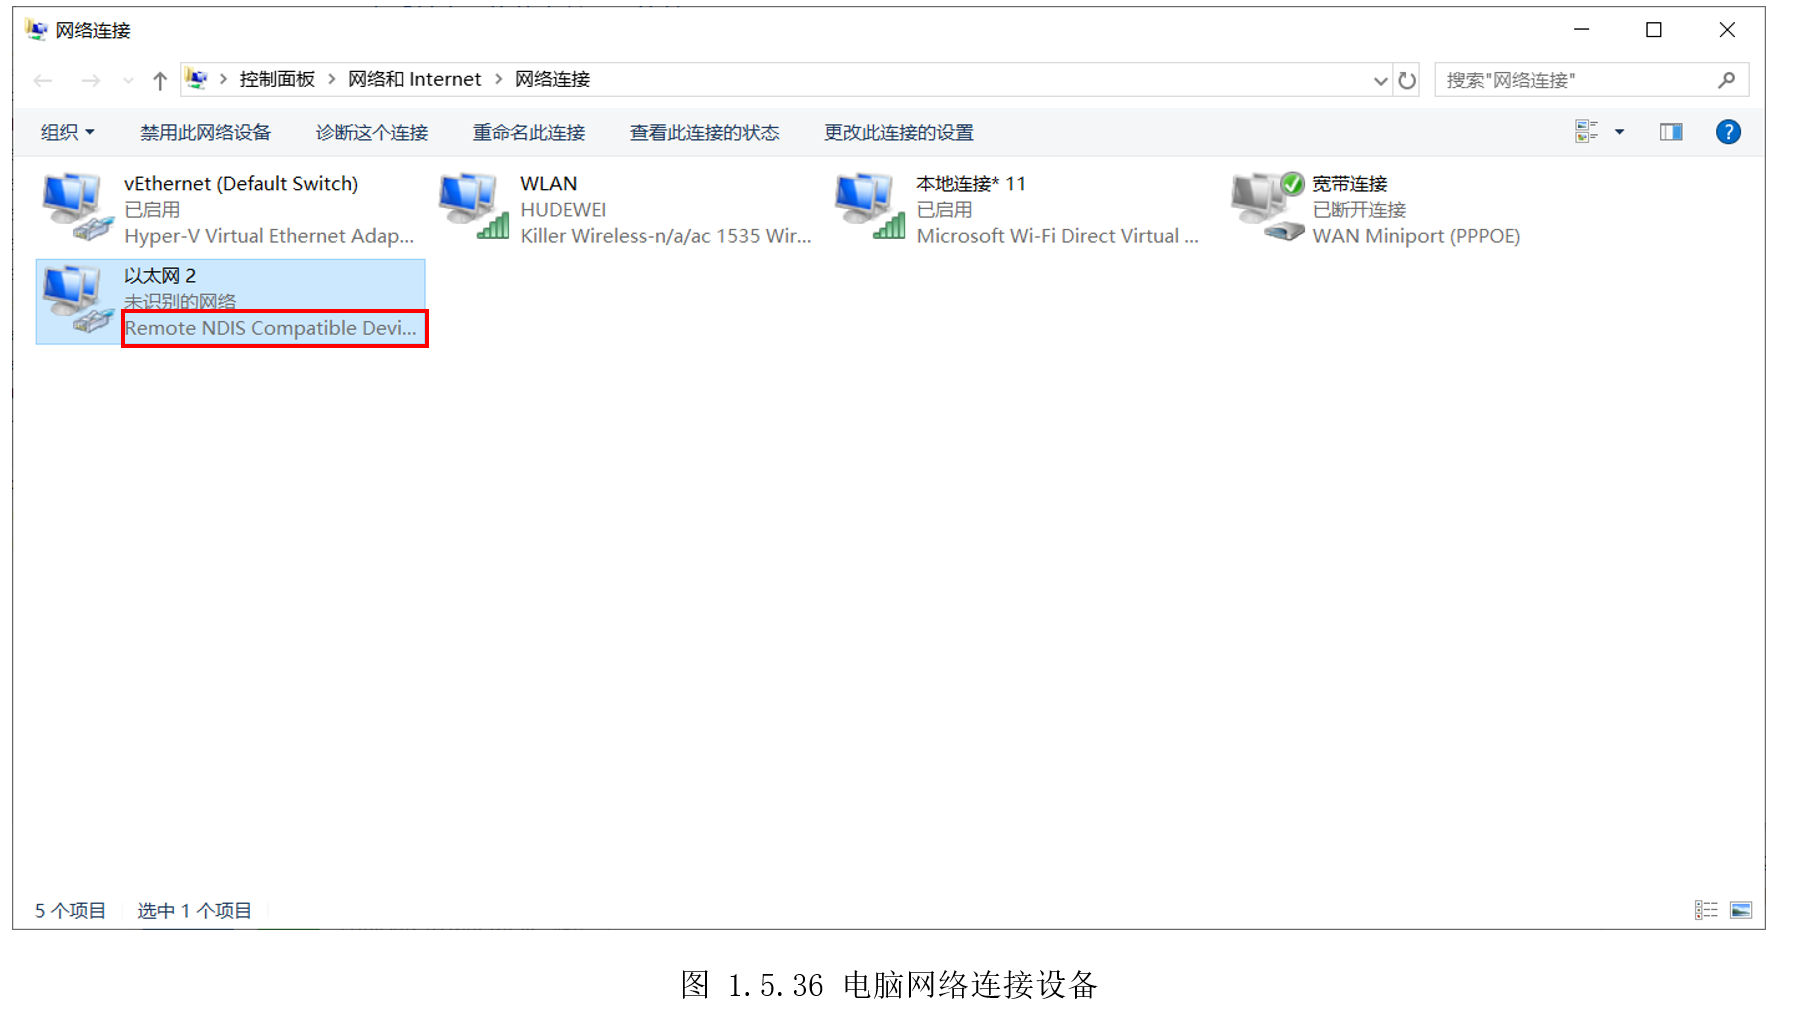 网络连接
控制面板 > 网络和 Internet > 网络连接
搜索"网络连接"
组织 禁用此网络设备 诊断这个连接 重命名此连接 查看此连接的状态 更改此连接的设置
vEthernet (Default Switch)
已启用
Hyper-V Virtual Ethernet Adap...
WLAN
HUDEWEI
Killer Wireless-n/a/ac 1535 Wir...
本地连接* 11
已启用
Microsoft Wi-Fi Direct Virtual ...
宽带连接
已断开连接
WAN Miniport (PPPOE)
以太网 2
未识别的网络
Remote NDIS Compatible Devi...
5 个项目 选中 1 个项目
图 1.5.36 电脑网络连接设备